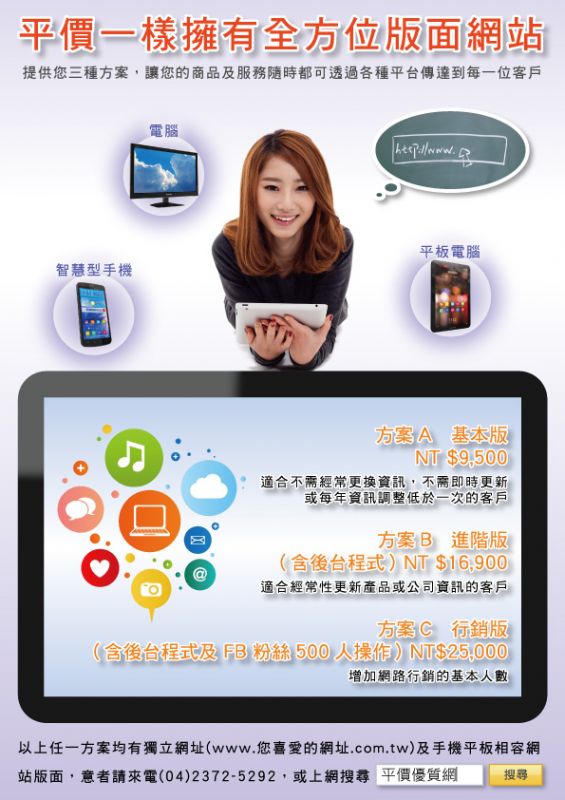 平價一樣擁有全方位版面網站
提供您三種方案，讓您的商品及服務隨時都可透過各種平台傳達到每一位客戶
電腦
http://www.
智慧型手機
平板電腦
方案A　基本版
NT $9,500
適合不需經常更換資訊，不需即時更新
或每年資訊調整低於一次的客戶
方案B　進階版
（含後台程式）NT $16,900
適合經常性更新產品或公司資訊的客戶
方案C　行銷版
（含後台程式及 FB 粉絲 500 人操作）NT$25,000
增加網路行銷的基本人數
@
以上任一方案均有獨立網址(www.您喜愛的網址.com.tw)及手機平板相容網
站版面，意者請來電(04)2372-5292，或上網搜尋 平價優質網 搜尋